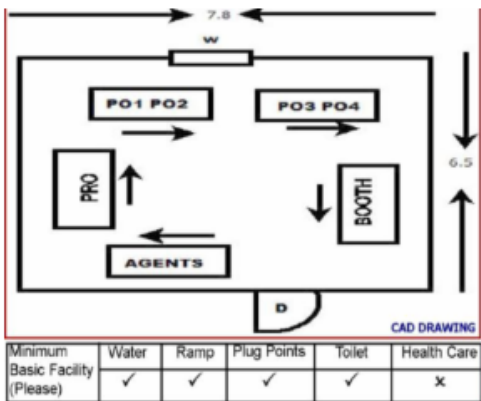 7.8
W
PO1 PO2
PO3 PO4
6.5
PRO
BOOTH
AGENTS
D
CAD DRAWING
Minimum Basic Facility (Please) Water Ramp Plug Points Toilet Health Care
✓ ✓ ✓ ✓ x